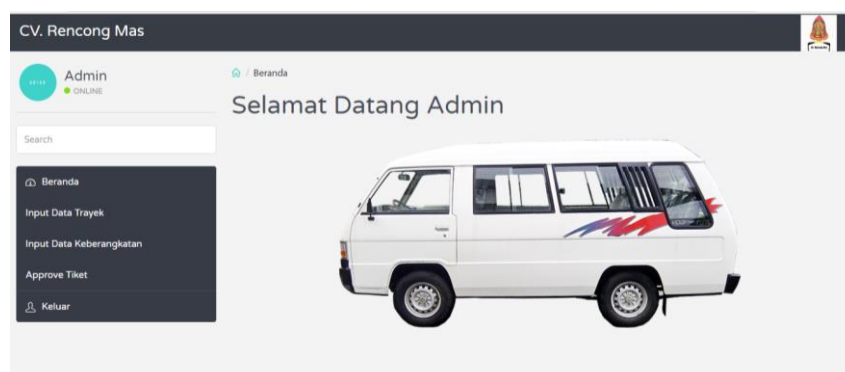 CV. Rencong Mas
Admin
ONLINE
Search
Beranda
Input Data Trayek
Input Data Keberangkatan
Approve Tiket
Keluar
/ Beranda
Selamat Datang Admin